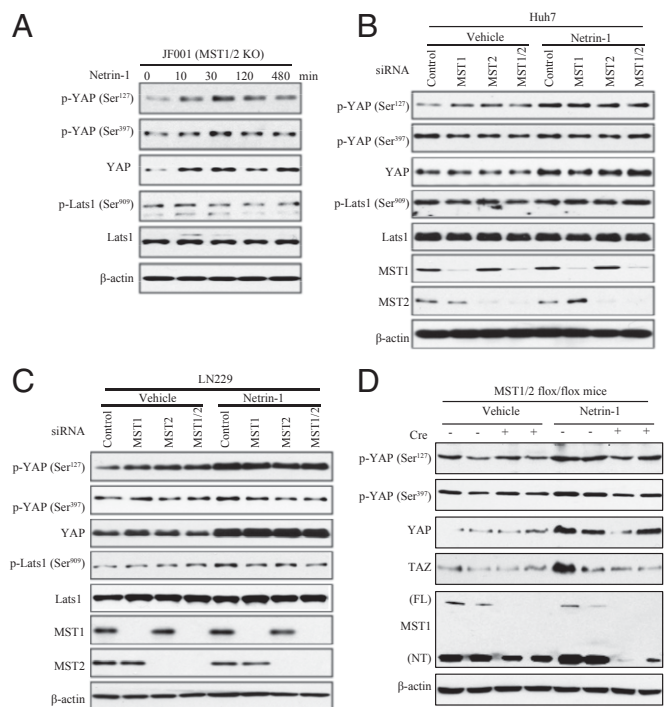 A
JF001 (MST1/2 KO)
Netrin-1 0 10 30 120 480 min
p-YAP (Ser127)
p-YAP (Ser397)
YAP
p-Lats1 (Ser909)
Lats1
β-actin
B
Huh7
Vehicle Netrin-1
siRNA Control MST1 MST2 MST1/2 Control MST1 MST2 MST1/2
p-YAP (Ser127)
p-YAP (Ser397)
YAP
p-Lats1 (Ser909)
Lats1
MST1
MST2
β-actin
C
LN229
Vehicle Netrin-1
siRNA Control MST1 MST2 MST1/2 Control MST1 MST2 MST1/2
p-YAP (Ser127)
p-YAP (Ser397)
YAP
p-Lats1 (Ser909)
Lats1
MST1
MST2
β-actin
D
MST1/2 flox/flox mice
Vehicle Netrin-1
Cre - - + + - - + +
p-YAP (Ser127)
p-YAP (Ser397)
YAP
TAZ
(FL)
MST1
(NT)
β-actin